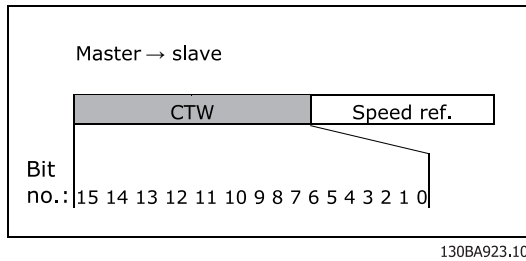 Master → slave
CTW Speed ref.
Bit
no.: 15 14 13 12 11 10 9 8 7 6 5 4 3 2 1 0
130BA923.10